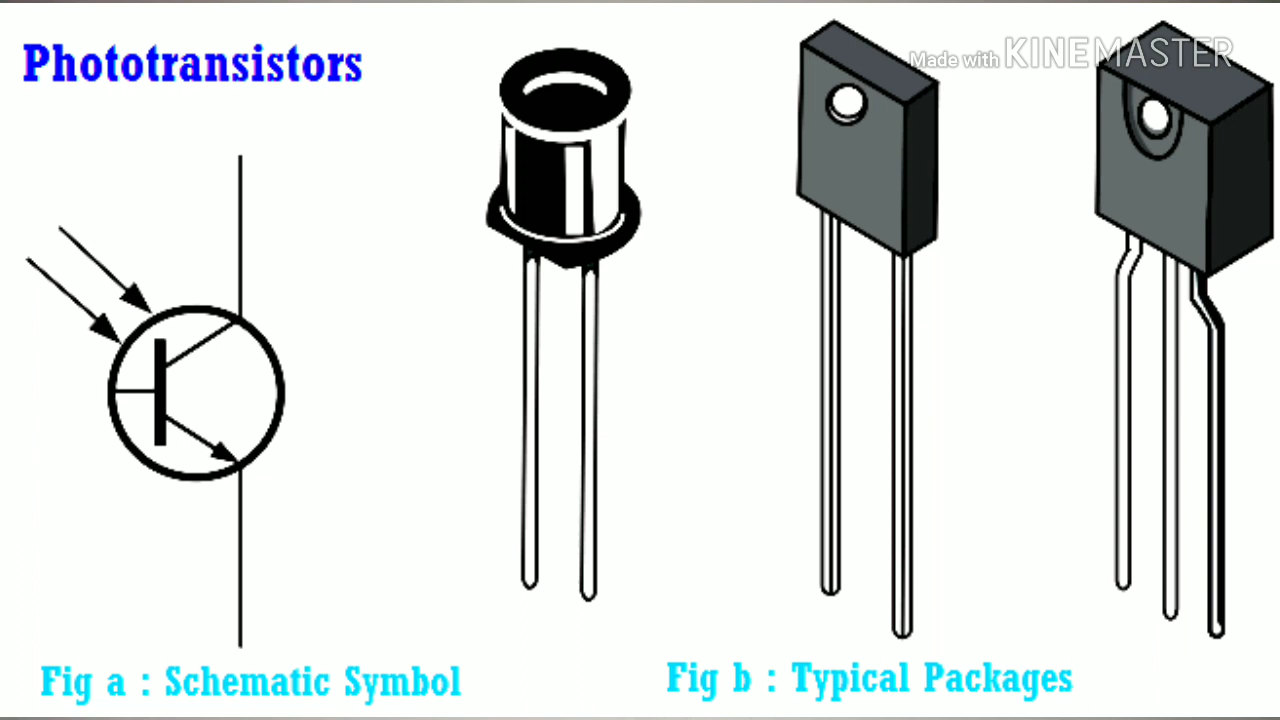 Phototransistors
Made with KINEMASTER
Fig a : Schematic Symbol
Fig b : Typical Packages